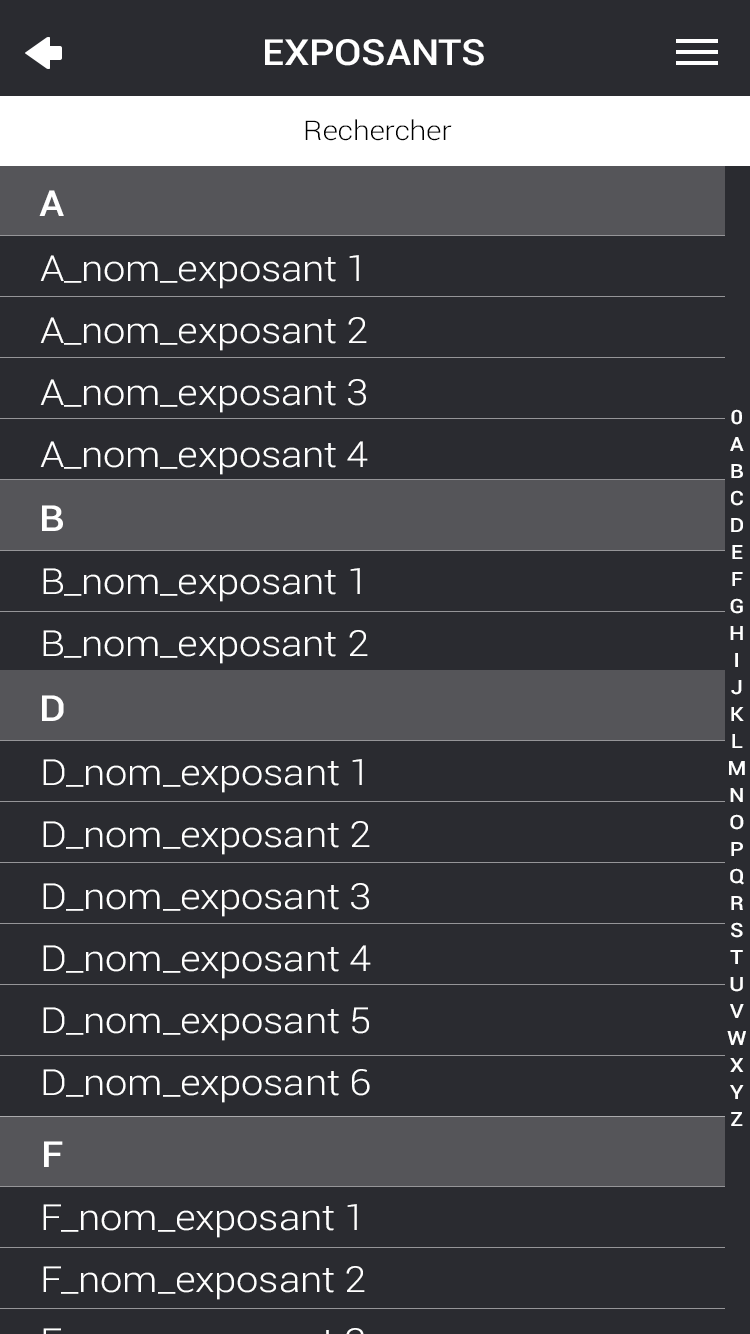 EXPOSANTS
Rechercher
A
A_nom_exposant 1
A_nom_exposant 2
A_nom_exposant 3
A_nom_exposant 4
B
B_nom_exposant 1
B_nom_exposant 2
D
D_nom_exposant 1
D_nom_exposant 2
D_nom_exposant 3
D_nom_exposant 4
D_nom_exposant 5
D_nom_exposant 6
F
F_nom_exposant 1
F_nom_exposant 2
0
A
B
C
D
E
F
G
H
I
J
K
L
M
N
O
P
Q
R
S
T
U
V
W
X
Y
Z